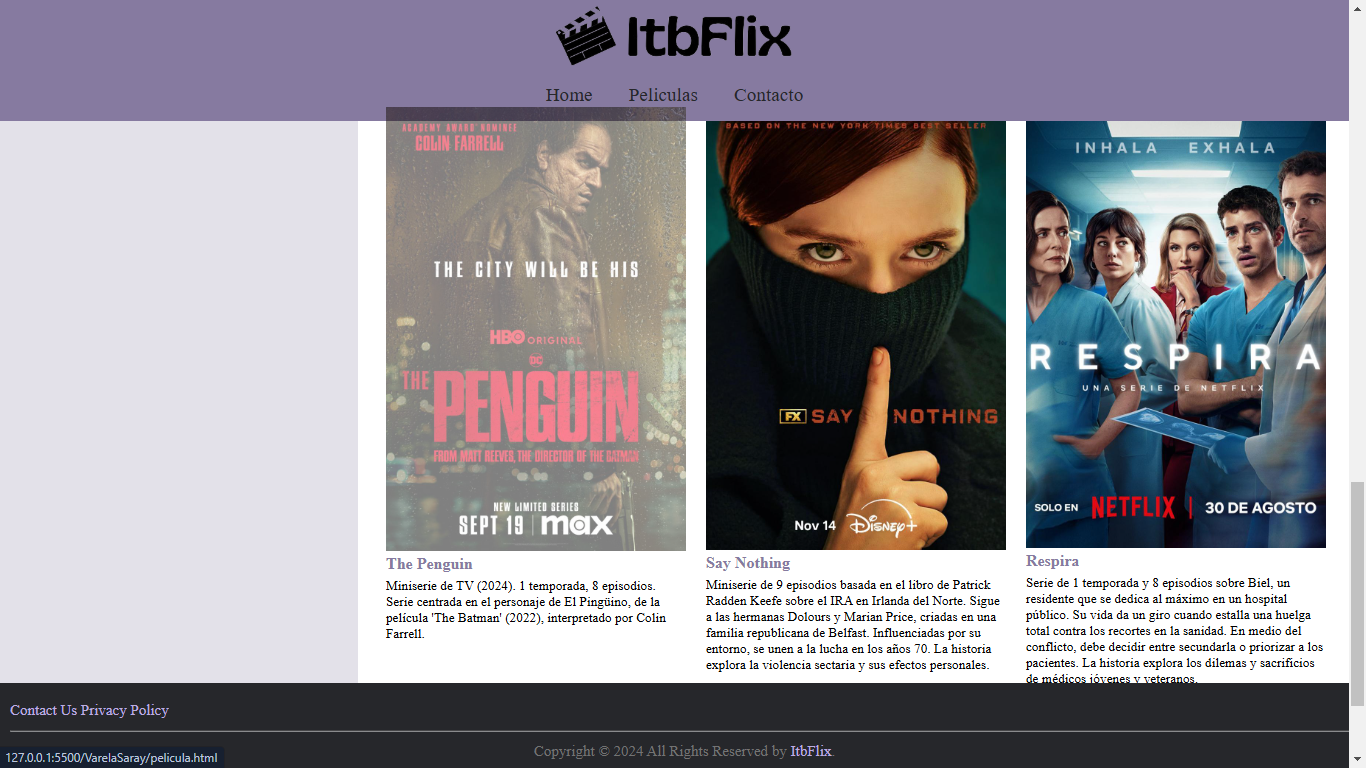 ItbFlix
Home Peliculas Contacto
ACADEMY AWARD NOMINEE
COLIN FARRELL
THE CITY WILL BE HIS
HBO ORIGINAL
DC
THE PENGUIN
FROM MATT REEVES, THE DIRECTOR OF THE BATMAN
NEW LIMITED SERIES
SEPT 19 | max
The Penguin
Miniserie de TV (2024). 1 temporada, 8 episodios.
Serie centrada en el personaje de El Pingüino, de la
película 'The Batman' (2022), interpretado por Colin
Farrell.
BASED ON THE NEW YORK TIMES BEST SELLER
FX SAY NOTHING
Nov 14 Disney+
Say Nothing
Miniserie de 9 episodios basada en el libro de Patrick
Radden Keefe sobre el IRA en Irlanda del Norte. Sigue
a las hermanas Dolours y Marian Price, criadas en una
familia republicana de Belfast. Influenciadas por su
entorno, se unen a la lucha en los años 70. La historia
explora la violencia sectaria y sus efectos personales.
INHALA EXHALA
RESPIRA
UNA SERIE DE NETFLIX
SOLO EN NETFLIX | 30 DE AGOSTO
Respira
Serie de 1 temporada y 8 episodios sobre Biel, un
residente que se dedica al máximo en un hospital
público. Su vida da un giro cuando estalla una huelga
total contra los recortes en la sanidad. En medio del
conflicto, debe decidir entre secundarla o priorizar a los
pacientes. La historia explora los dilemas y sacrificios
de médicos jóvenes y veteranos.
Contact Us Privacy Policy
Copyright © 2024 All Rights Reserved by ItbFlix.
127.0.0.1:5500/VarelaSaray/pelicula.html